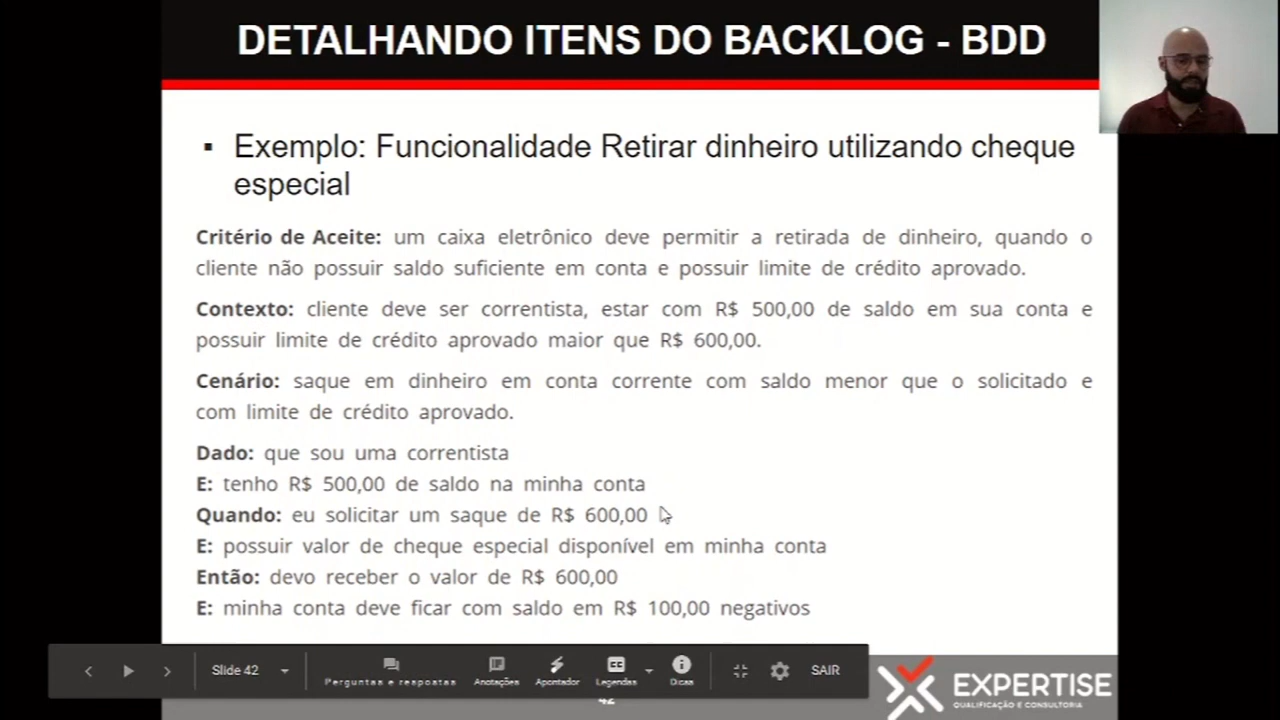 DETALHANDO ITENS DO BACKLOG - BDD
▪ Exemplo: Funcionalidade Retirar dinheiro utilizando cheque
especial
Critério de Aceite: um caixa eletrônico deve permitir a retirada de dinheiro, quando o
cliente não possuir saldo suficiente em conta e possuir limite de crédito aprovado.
Contexto: cliente deve ser correntista, estar com R$ 500,00 de saldo em sua conta e
possuir limite de crédito aprovado maior que R$ 600,00.
Cenário: saque em dinheiro em conta corrente com saldo menor que o solicitado e
com limite de crédito aprovado.
Dado: que sou uma correntista
E: tenho R$ 500,00 de saldo na minha conta
Quando: eu solicitar um saque de R$ 600,00
E: possuir valor de cheque especial disponível em minha conta
Então: devo receber o valor de R$ 600,00
E: minha conta deve ficar com saldo em R$ 100,00 negativos
Slide 42
Perguntas e respostas
Anotações
Apontador
CC
Legendas
Dicas
SAIR
42
EXPERTISE
QUALIFICAÇÃO E CONSULTORIA